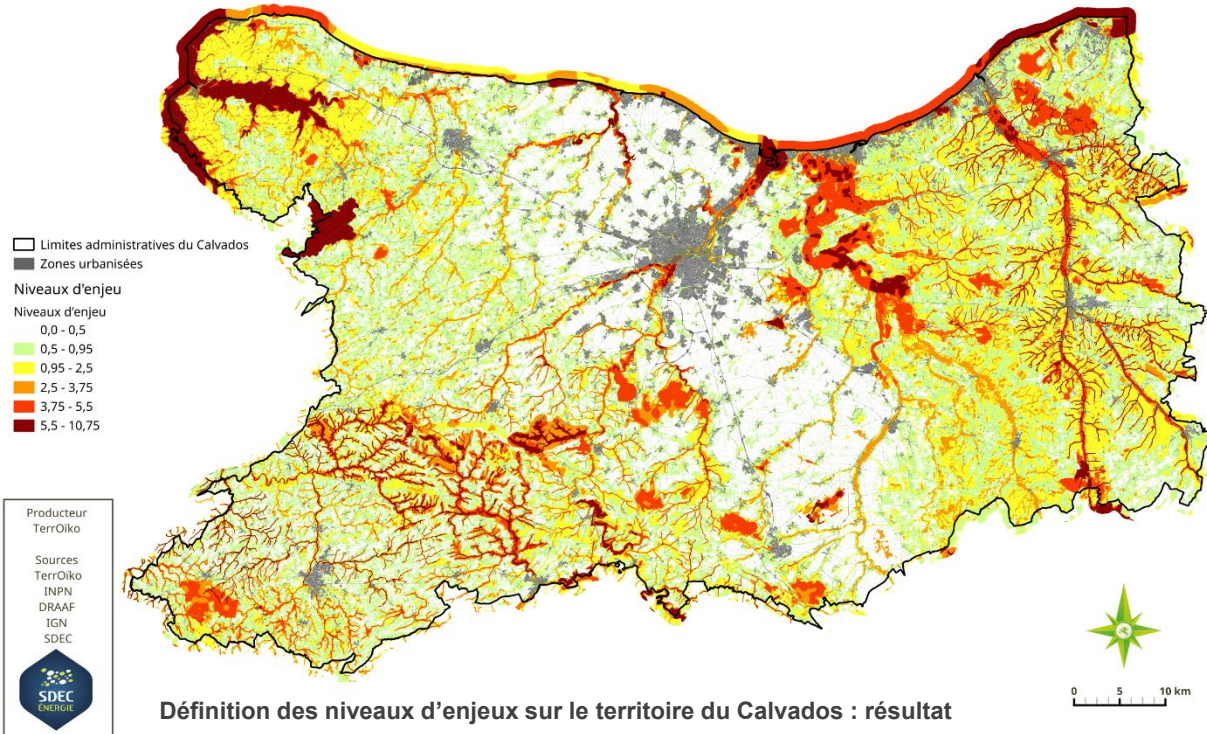 Limites administratives du Calvados
Zones urbanisées
Niveaux d'enjeu
Niveaux d'enjeu
0,0 - 0,5
0,5 - 0,95
0,95 - 2,5
2,5 - 3,75
3,75 - 5,5
5,5 - 10,75
Producteur
TerrOïko
Sources
TerrOïko
INPN
DRAAF
IGN
SDEC
SDEC
ÉNERGIE
0 5 10 km
Définition des niveaux d’enjeux sur le territoire du Calvados : résultat